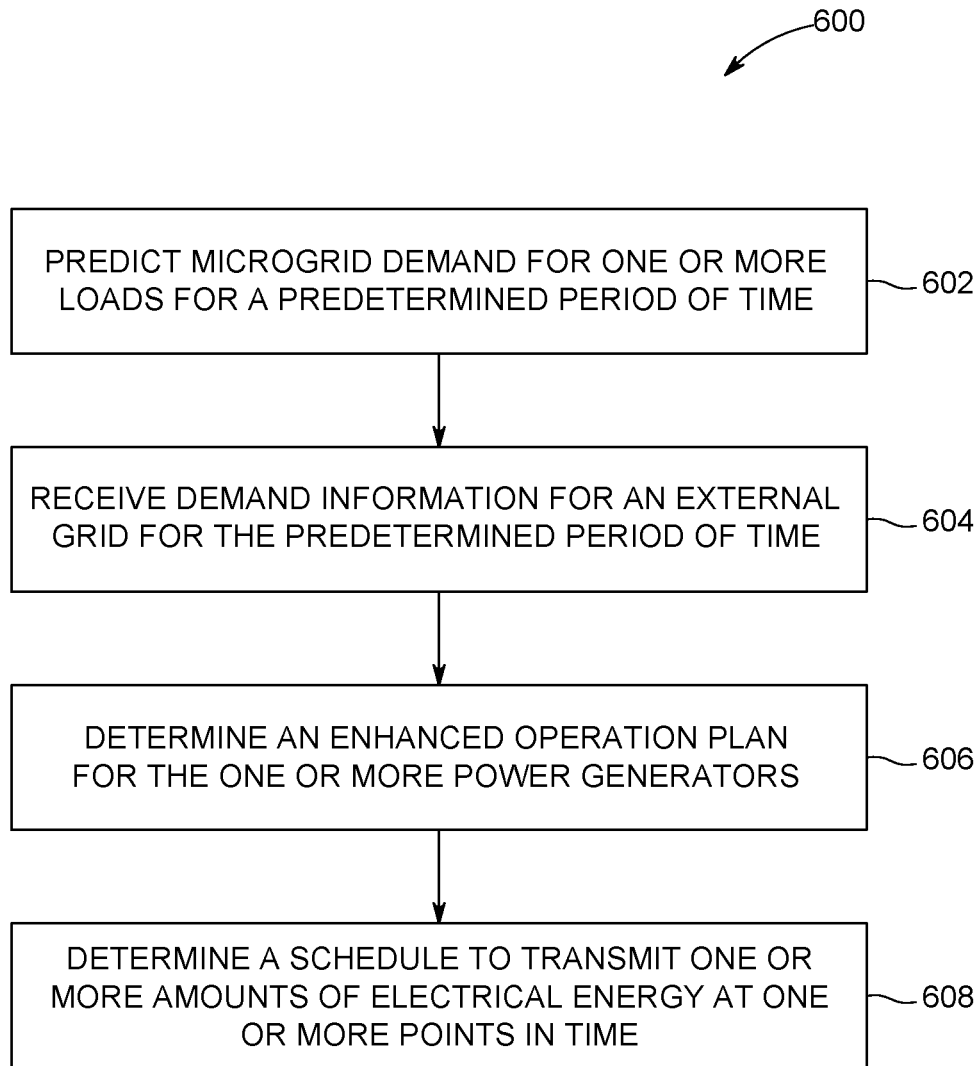 600
PREDICT MICROGRID DEMAND FOR ONE OR MORE
LOADS FOR A PREDETERMINED PERIOD OF TIME
602
RECEIVE DEMAND INFORMATION FOR AN EXTERNAL
GRID FOR THE PREDETERMINED PERIOD OF TIME
604
DETERMINE AN ENHANCED OPERATION PLAN
FOR THE ONE OR MORE POWER GENERATORS
606
DETERMINE A SCHEDULE TO TRANSMIT ONE OR
MORE AMOUNTS OF ELECTRICAL ENERGY AT ONE
OR MORE POINTS IN TIME
608